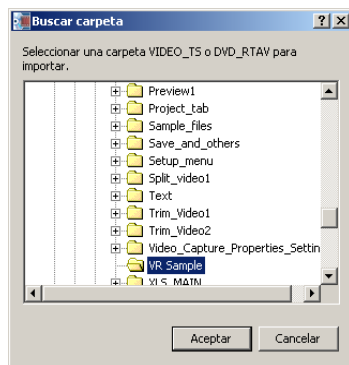 Buscar carpeta
Seleccionar una carpeta VIDEO_TS o DVD_RTAV para
importar.
Preview1
Project_tab
Sample_files
Save_and_others
Setup_menu
Split_video1
Text
Trim_Video1
Trim_Video2
Video_Capture_Properties_Settin
VR Sample
XLS_MAIN
Aceptar Cancelar